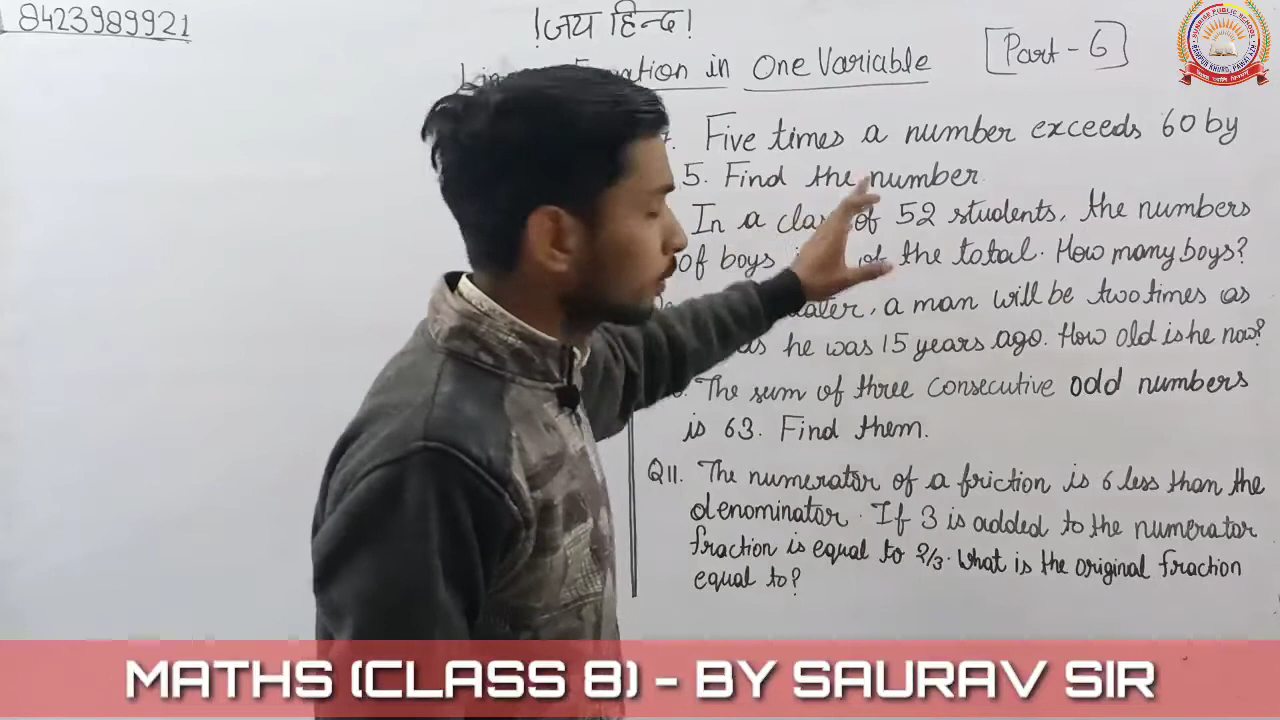 8423989921
!जय हिन्द!
Equation in One Variable
[Part-6]
Five times a number exceeds 60 by
5. Find the number
In a of 52 students, the numbers
of boys of the total. How many boys?
a man will be two times as
as he was 15 years ago. How old is he now?
The sum of three consecutive odd numbers
is 63. Find them.
Q11. The numerator of a friction is 6 less than the
denominator. If 3 is added to the numerator
fraction is equal to 2/3. What is the original fraction
equal to?
MATHS (CLASS 8) - BY SAURAV SIR